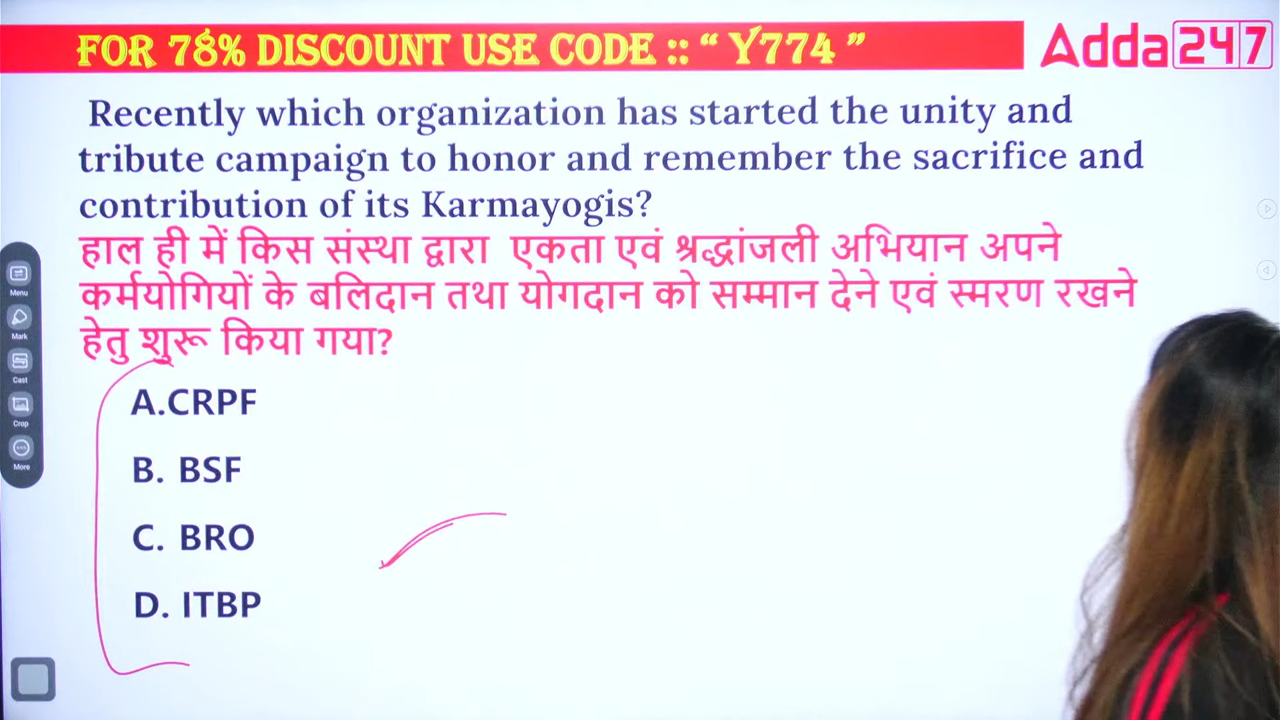 FOR 78% DISCOUNT USE CODE :: “ Y774 ”
Adda247
Recently which organization has started the unity and
tribute campaign to honor and remember the sacrifice and
contribution of its Karmayogis?
हाल ही में किस संस्था द्वारा एकता एवं श्रद्धांजली अभियान अपने
कर्मयोगियों के बलिदान तथा योगदान को सम्मान देने एवं स्मरण रखने
हेतु शुरू किया गया?
A.CRPF
B. BSF
C. BRO
D. ITBP
Menu
Mark
Cast
Crop
More